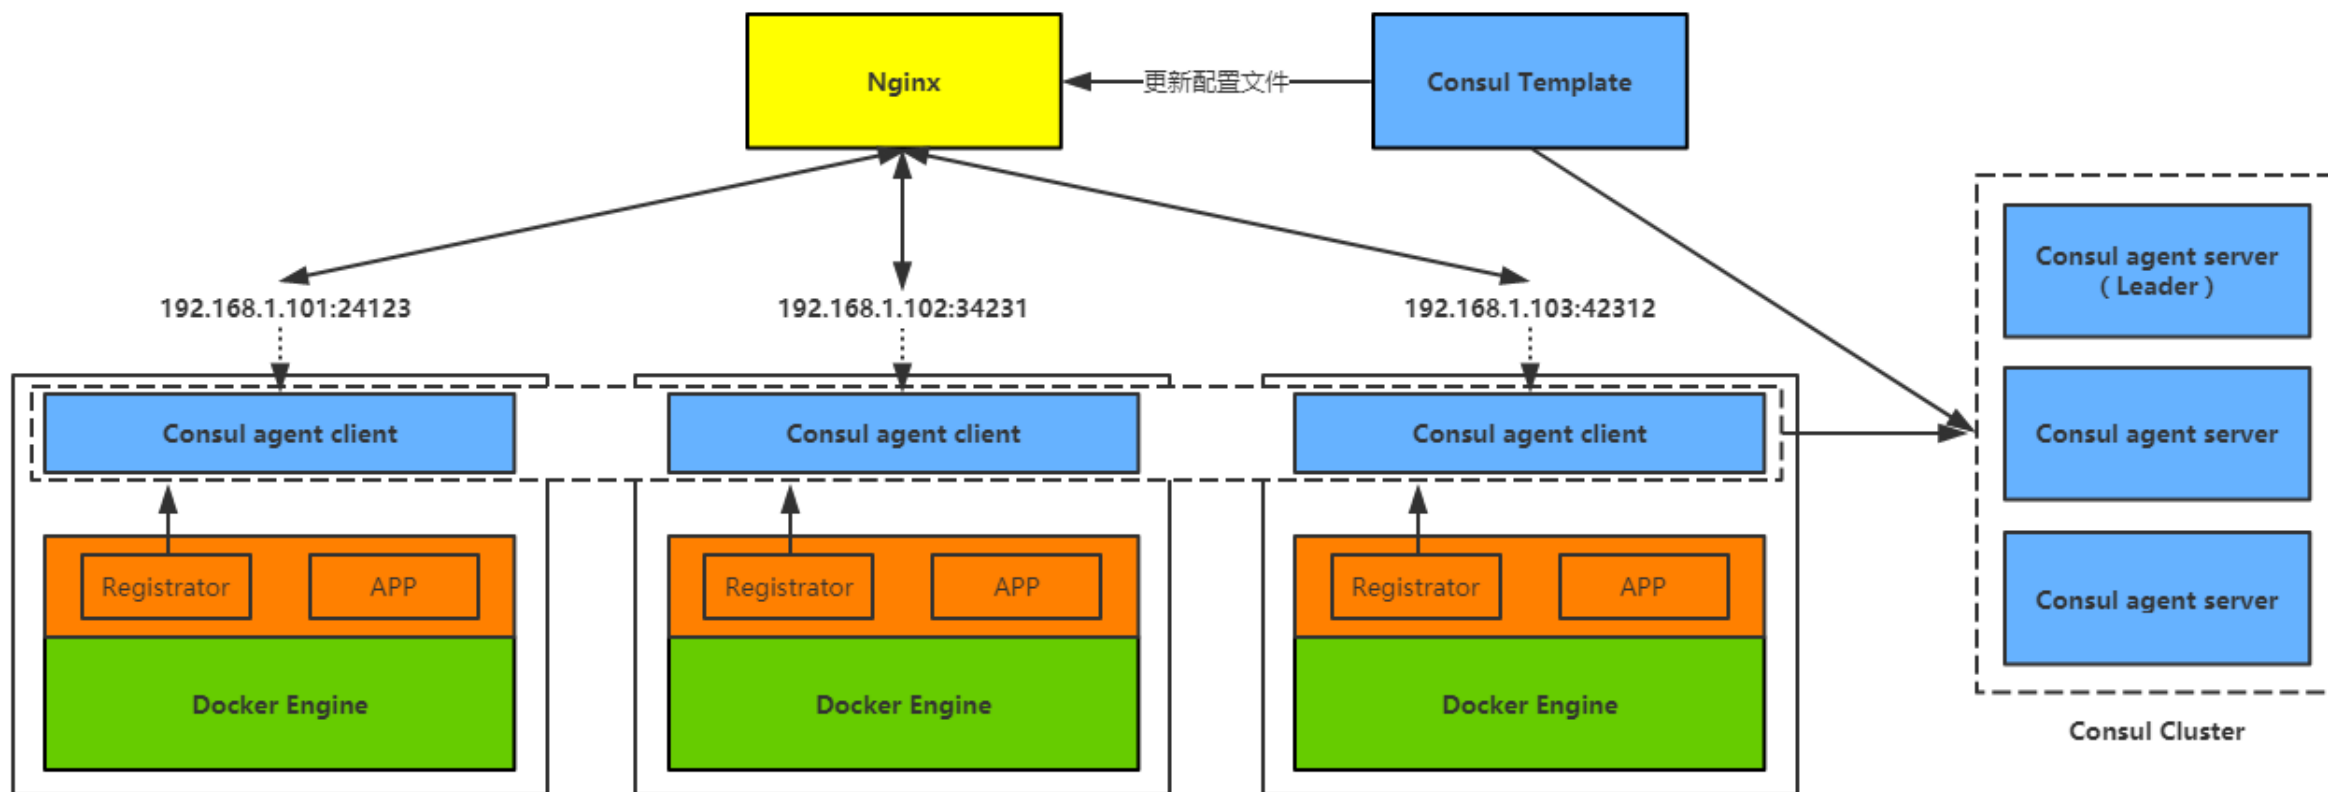 Nginx
更新配置文件
Consul Template
Consul agent server
( Leader )
192.168.1.101:24123
192.168.1.102:34231
192.168.1.103:42312
Consul agent client
Consul agent client
Consul agent client
Consul agent server
Registrator
APP
Registrator
APP
Registrator
APP
Consul agent server
Docker Engine
Docker Engine
Docker Engine
Consul Cluster